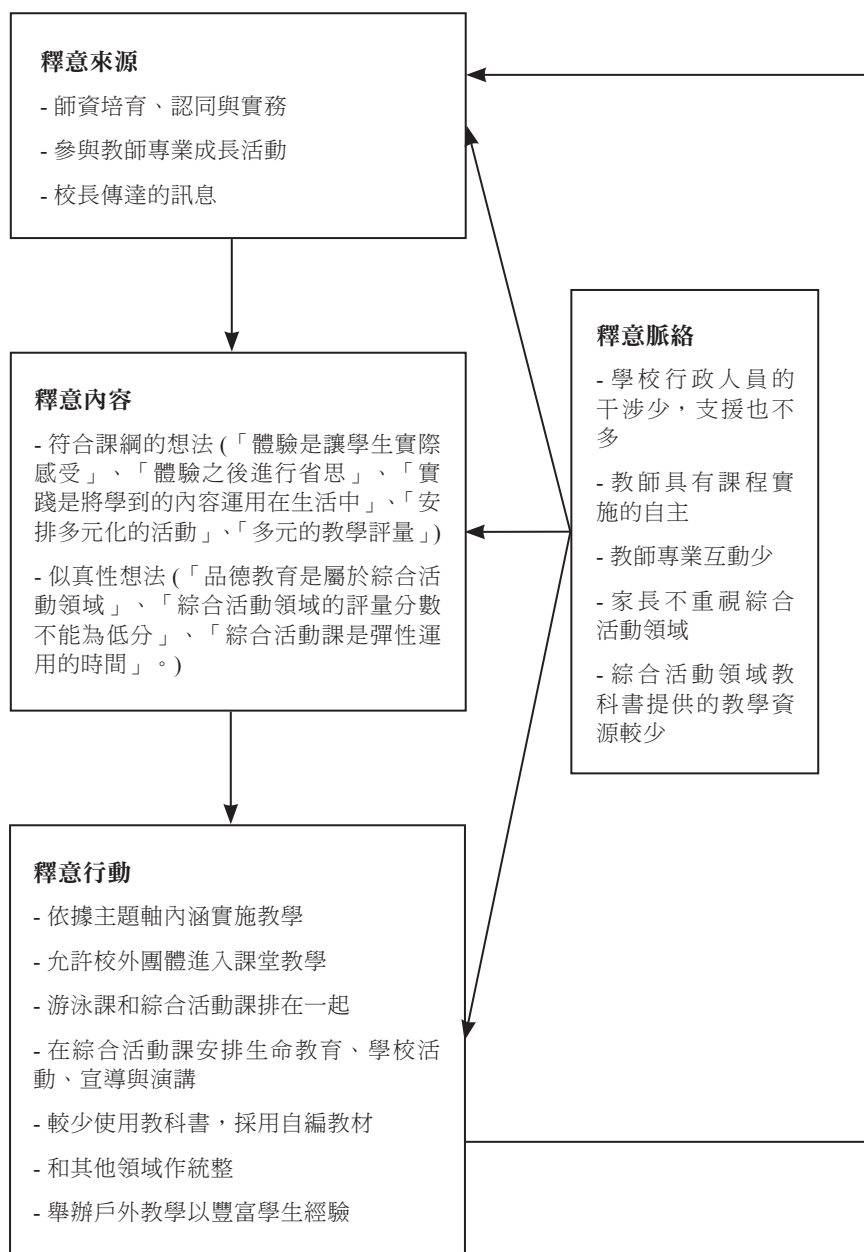 釋意來源
- 師資培育、認同與實務
- 參與教師專業成長活動
- 校長傳達的訊息
釋意內容
- 符合課綱的想法 (「體驗是讓學生實際
感受」、「體驗之後進行省思」、「實
踐是將學到的內容運用在生活中」、「安
排多元化的活動」、「多元的教學評量」)
- 似真性想法 (「品德教育是屬於綜合活
動領域」、「綜合活動領域的評量分數
不能為低分」、「綜合活動課是彈性運
用的時間」。)
釋意行動
- 依據主題軸內涵實施教學
- 允許校外團體進入課堂教學
- 游泳課和綜合活動課排在一起
- 在綜合活動課安排生命教育、學校活
動、宣導與演講
- 較少使用教科書，採用自編教材
- 和其他領域作統整
- 舉辦戶外教學以豐富學生經驗
釋意脈絡
- 學校行政人員的
干涉少，支援也不
多
- 教師具有課程實
施的自主
- 教師專業互動少
- 家長不重視綜合
活動領域
- 綜合活動領域教
科書提供的教學資
源較少